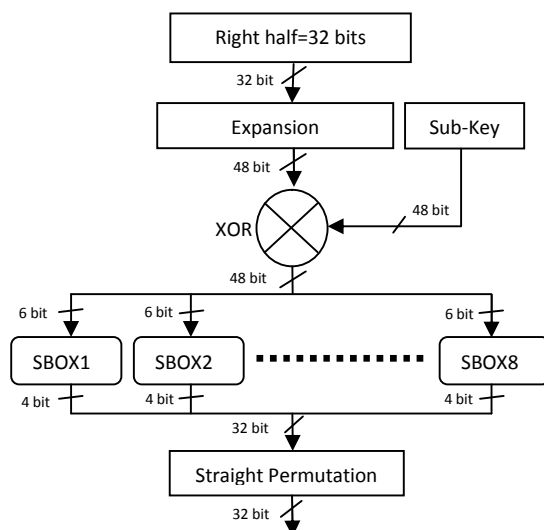 Right half=32 bits
32 bit
Expansion
Sub-Key
48 bit
XOR
48 bit
48 bit
6 bit
6 bit
6 bit
SBOX1
SBOX2
SBOX8
4 bit
4 bit
4 bit
32 bit
Straight Permutation
32 bit